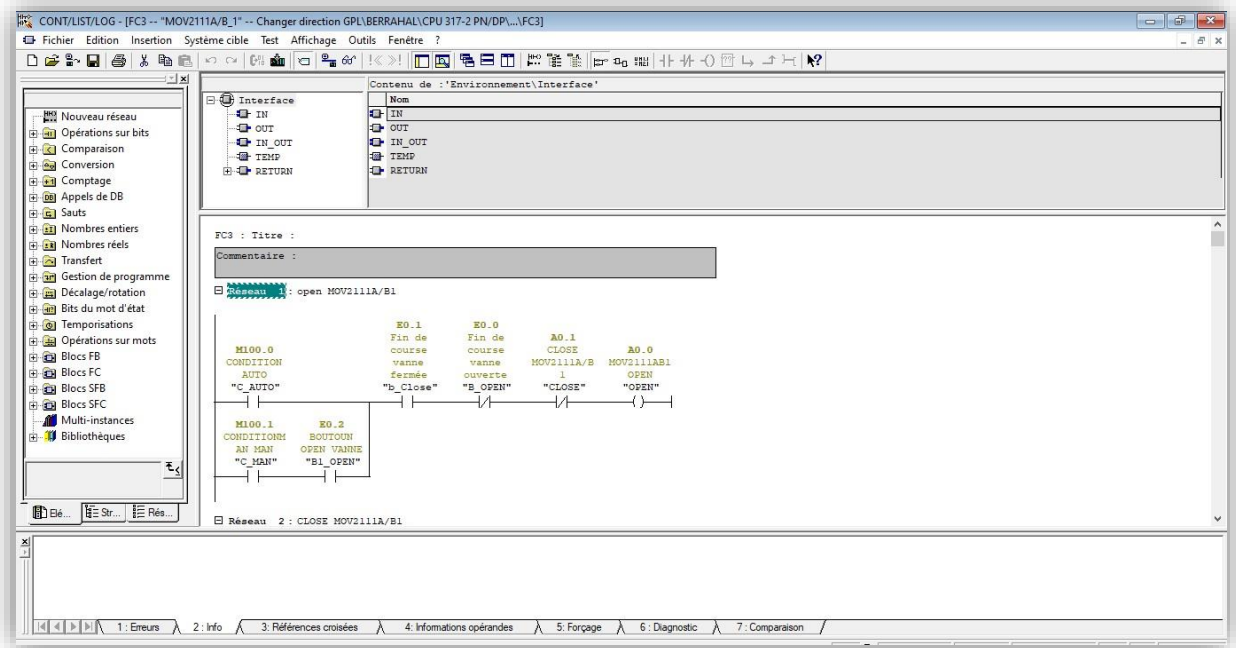 CONT/LIST/LOG - [FC3 -- "MOV2111A/B_1" -- Changer direction GPL\BERRAHAL\CPU 317-2 PN/DP\...\FC3]
Fichier Edition Insertion Système cible Test Affichage Outils Fenêtre ?
Nouveau réseau
Opérations sur bits
Comparaison
Conversion
Comptage
Appels de DB
Sauts
Nombres entiers
Nombres réels
Transfert
Gestion de programme
Décalage/rotation
Bits du mot d'état
Temporisations
Opérations sur mots
Blocs FB
Blocs FC
Blocs SFB
Blocs SFC
Multi-instances
Bibliothèques
Elé... Str... Rés...
Contenu de :'Environnement\Interface'
Interface
IN
OUT
IN_OUT
TEMP
RETURN
Nom
IN
OUT
IN_OUT
TEMP
RETURN
FC3 : Titre :
Commentaire :
Réseau 1 : open MOV2111A/B1
M100.0
CONDITION
AUTO
"C_AUTO"
E0.1
Fin de
course
vanne
fermée
"b_Close"
E0.0
Fin de
course
vanne
ouverte
"B_OPEN"
A0.1
CLOSE
MOV2111A/B
1
"CLOSE"
A0.0
MOV2111AB1
OPEN
"OPEN"
M100.1
CONDITIONM
AN MAN
"C_MAN"
E0.2
BOUTOUN
OPEN VANNE
"B1_OPEN"
Réseau 2 : CLOSE MOV2111A/B1
1 : Erreurs 2 : Info 3: Références croisées 4: Informations opérandes 5: Forçage 6 : Diagnostic 7 : Comparaison